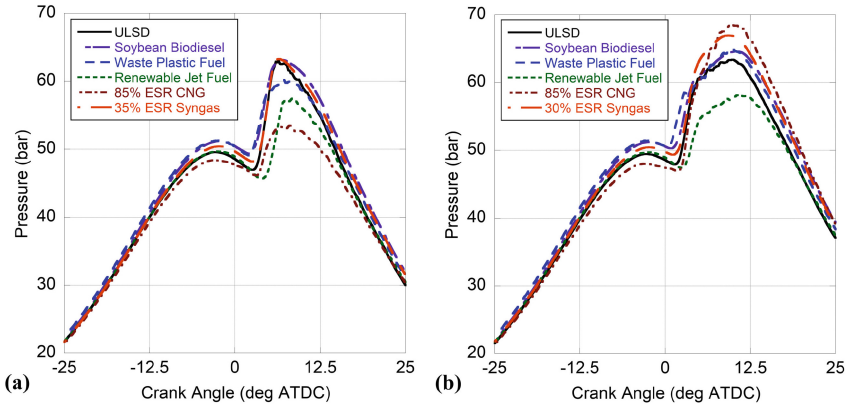 70
60
50
40
30
20
Pressure (bar)
ULSD
Soybean Biodiesel
Waste Plastic Fuel
Renewable Jet Fuel
85% ESR CNG
35% ESR Syngas
-25
-12.5
0
12.5
25
Crank Angle (deg ATDC)
(a)
70
60
50
40
30
20
Pressure (bar)
ULSD
Soybean Biodiesel
Waste Plastic Fuel
Renewable Jet Fuel
85% ESR CNG
30% ESR Syngas
-25
-12.5
0
12.5
25
Crank Angle (deg ATDC)
(b)